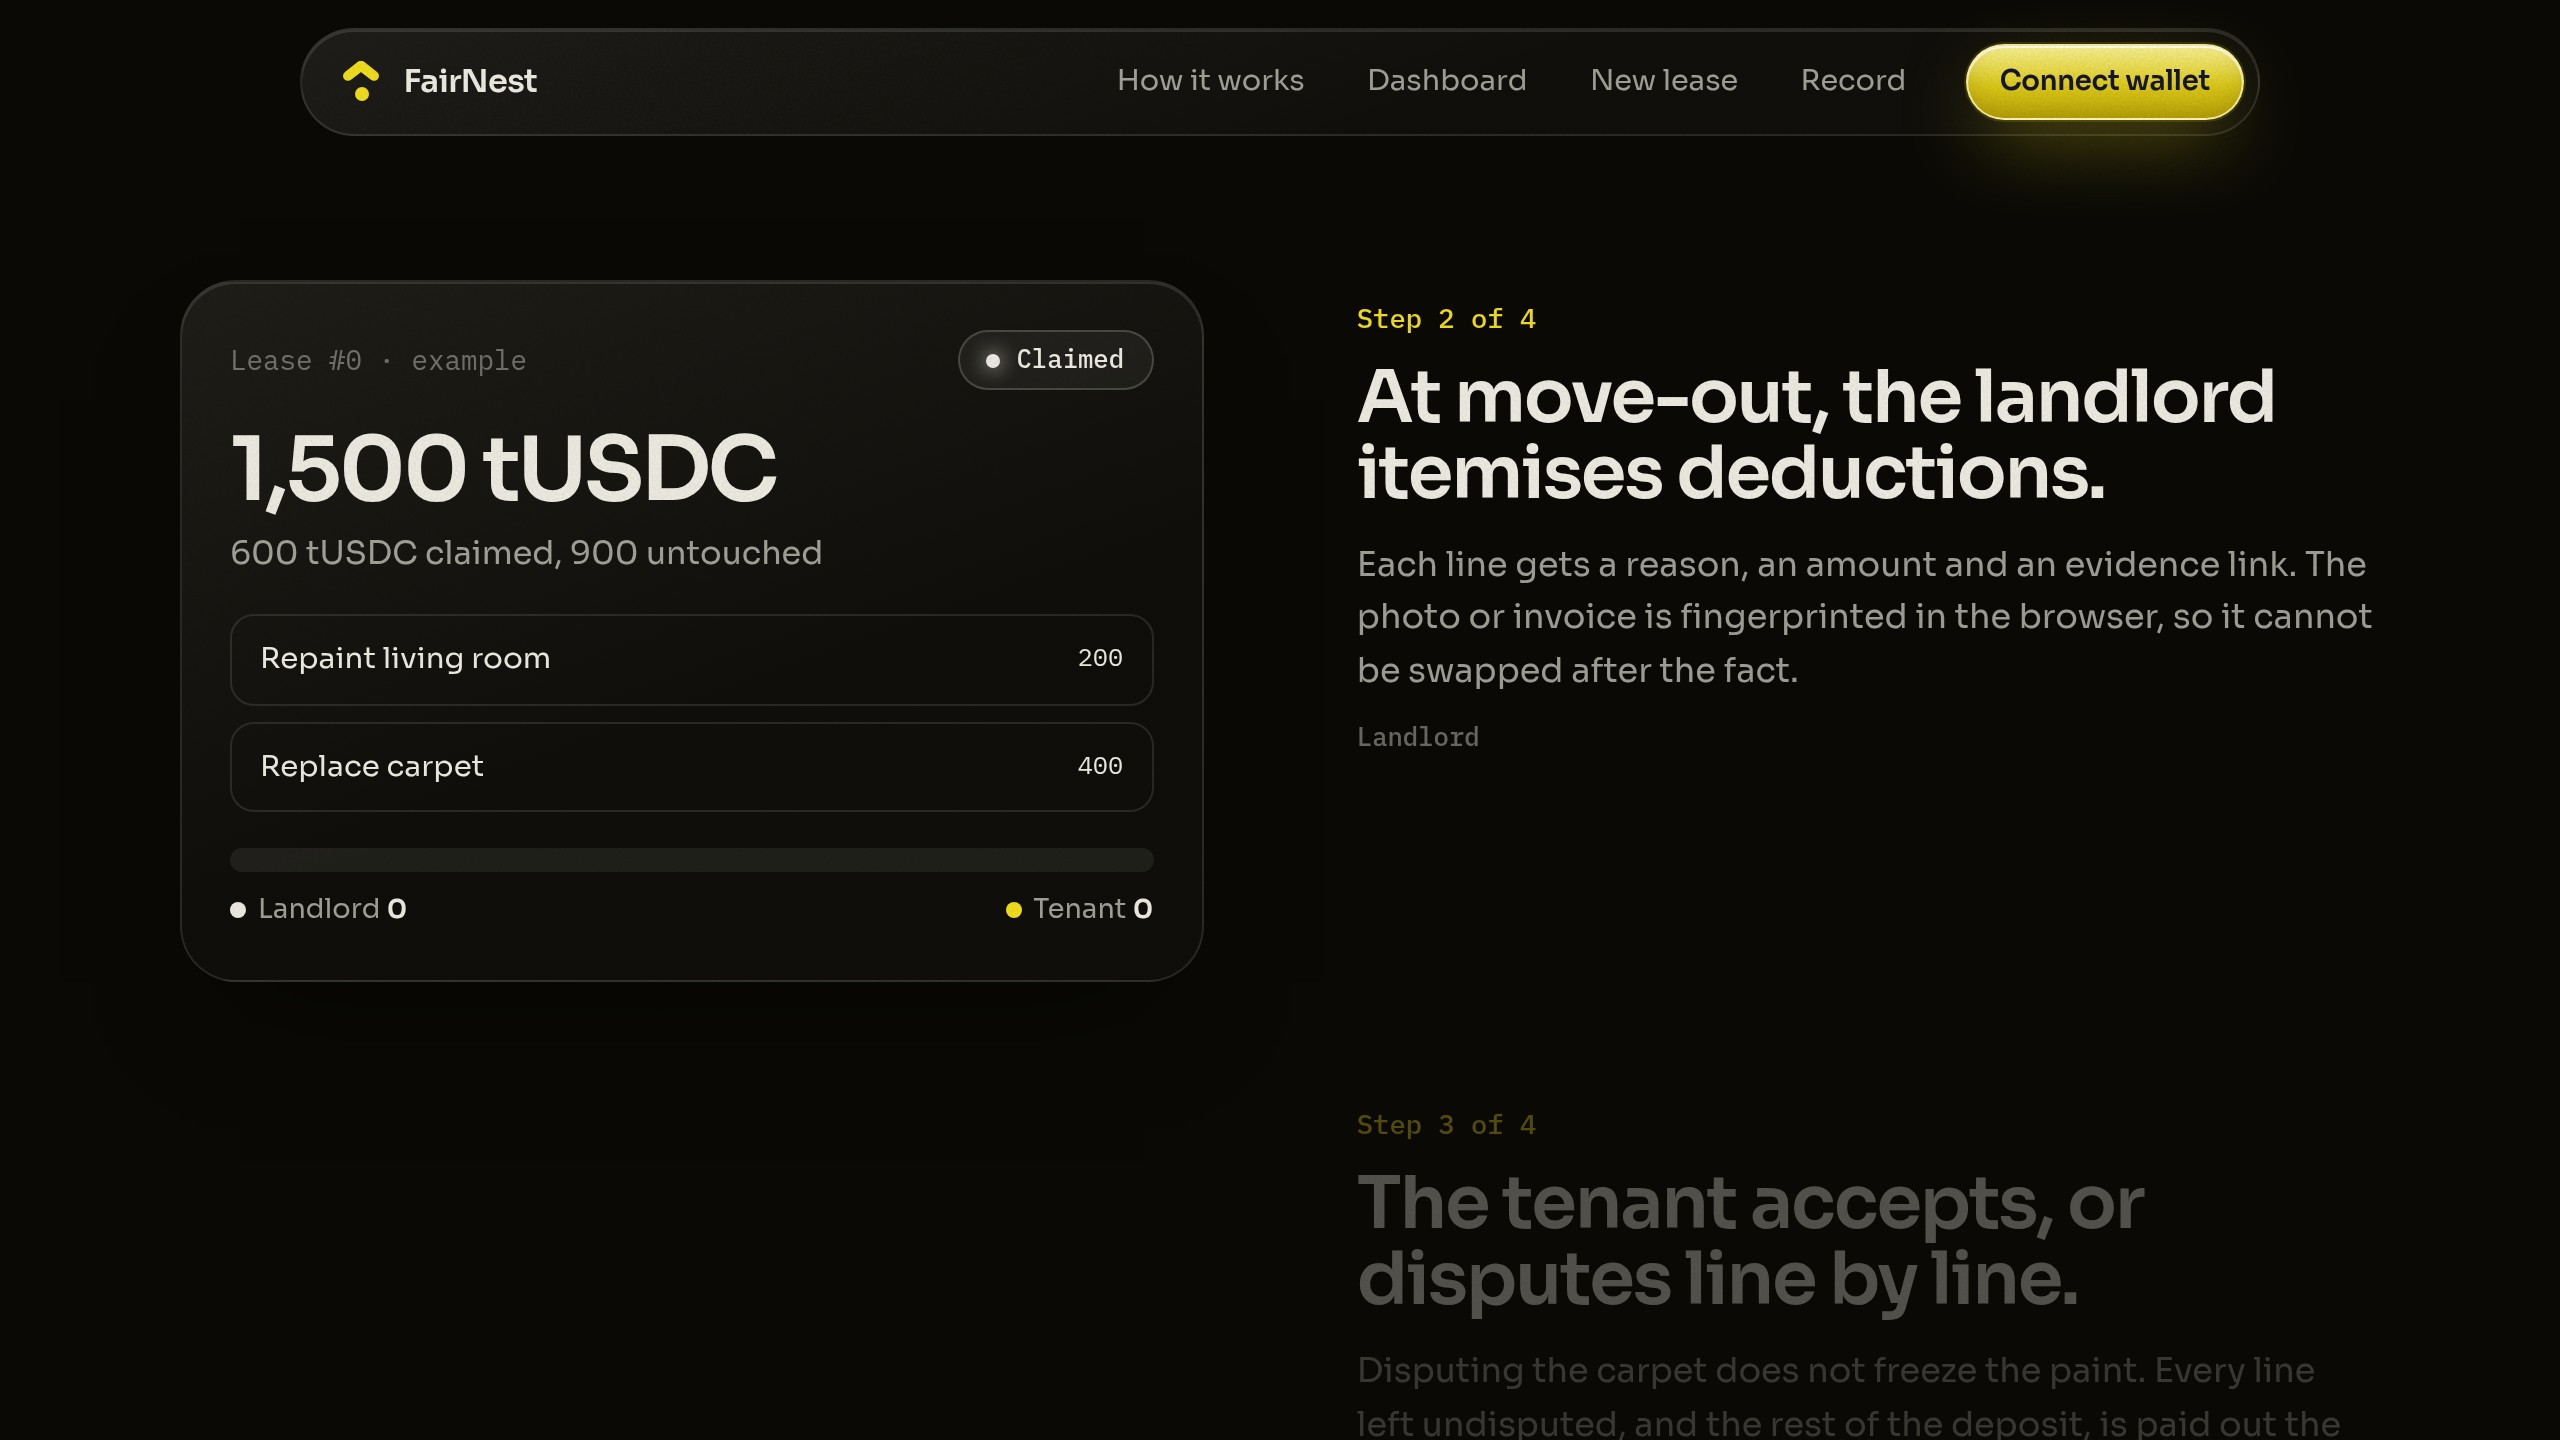 FairNest
How it works
Dashboard
New lease
Record
Connect wallet
Lease #0 · example
Claimed
1,500 tUSDC
600 tUSDC claimed, 900 untouched
Repaint living room
200
Replace carpet
400
Landlord 0
Tenant 0
Step 2 of 4
At move-out, the landlord
itemises deductions.
Each line gets a reason, an amount and an evidence link. The
photo or invoice is fingerprinted in the browser, so it cannot
be swapped after the fact.
Landlord
Step 3 of 4
The tenant accepts, or
disputes line by line.
Disputing the carpet does not freeze the paint. Every line
left undisputed, and the rest of the deposit, is paid out the